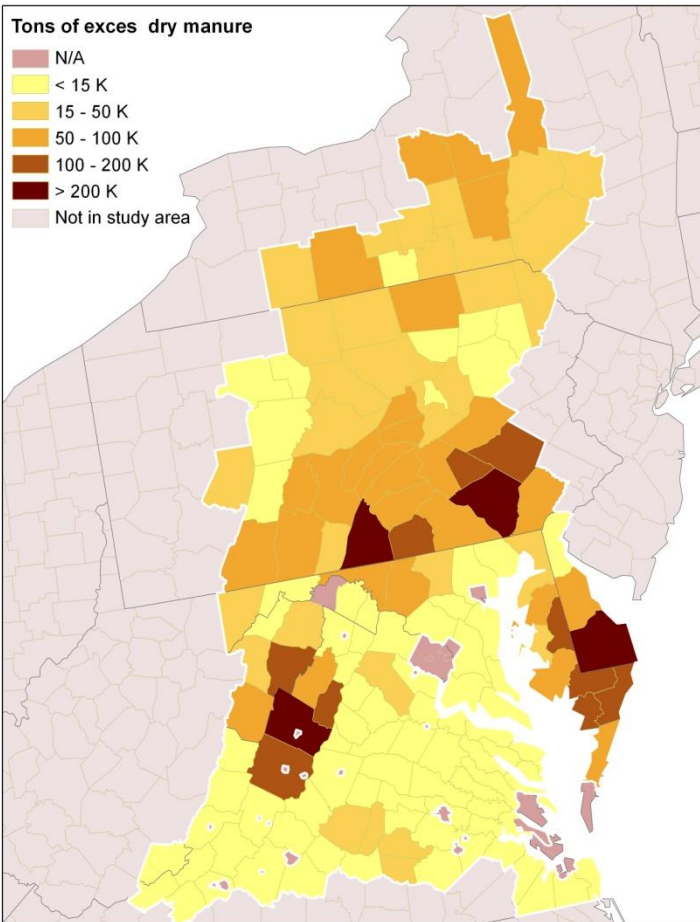 Tons of exces dry manure
N/A
< 15 K
15 - 50 K
50 - 100 K
100 - 200 K
> 200 K
Not in study area